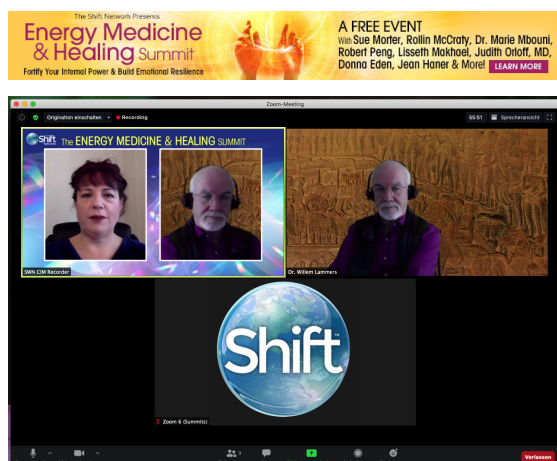 The Shift Network Presents
Energy Medicine
& Healing Summit
Fortify Your Internal Power & Build Emotional Resilience
A FREE EVENT
With Sue Morter, Rollin McCraty, Dr. Marie Mbouni,
Robert Peng, Lisseth Makhael, Judith Orloff, MD,
Donna Eden, Jean Haner & More! LEARN MORE
Zoom-Meeting
Originalton einschalten Recording 55:51 Sprecheransicht
Shift The ENERGY MEDICINE & HEALING SUMMIT
SWN CIM Recorder
Dr. Willem Lammers
Shift
Zoom 6 (Summits)
3
Verlassen